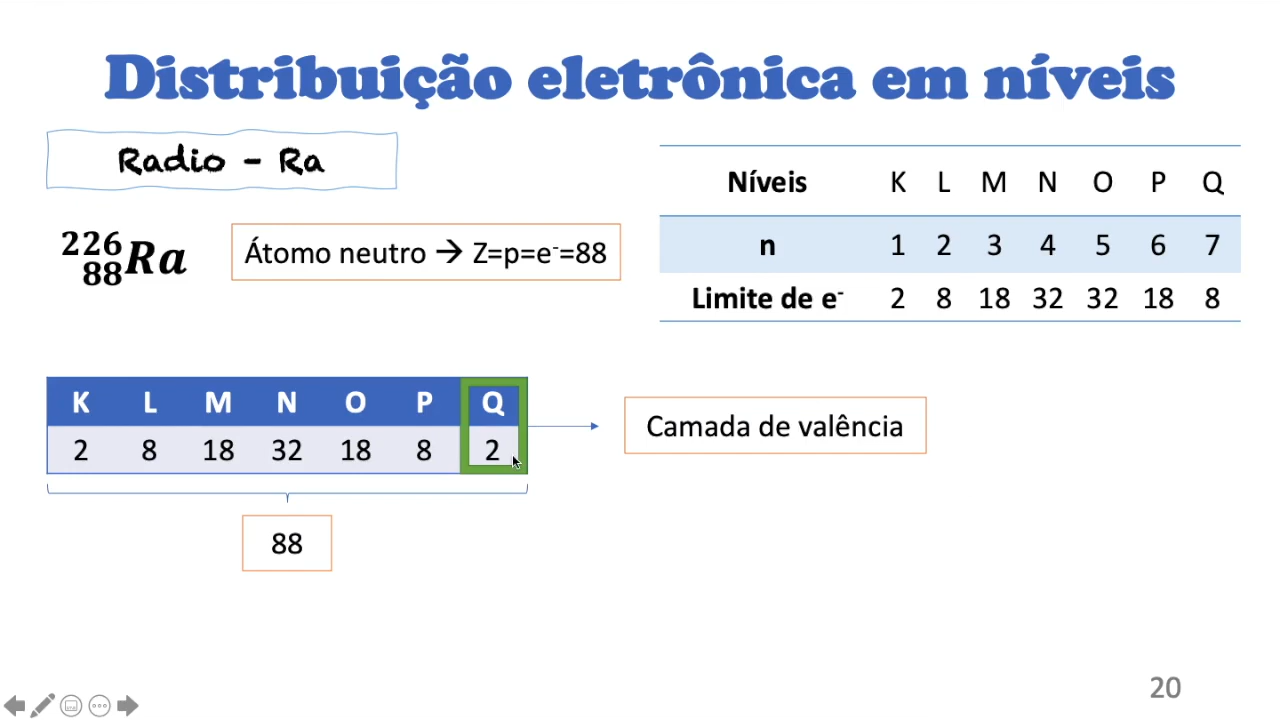 Distribuição eletrônica em níveis
Radio - Ra
226
88 Ra
Átomo neutro → Z=p=e⁻=88
Níveis K L M N O P Q
n 1 2 3 4 5 6 7
Limite de e⁻ 2 8 18 32 32 18 8
K L M N O P Q
2 8 18 32 18 8 2
Camada de valência
88
20